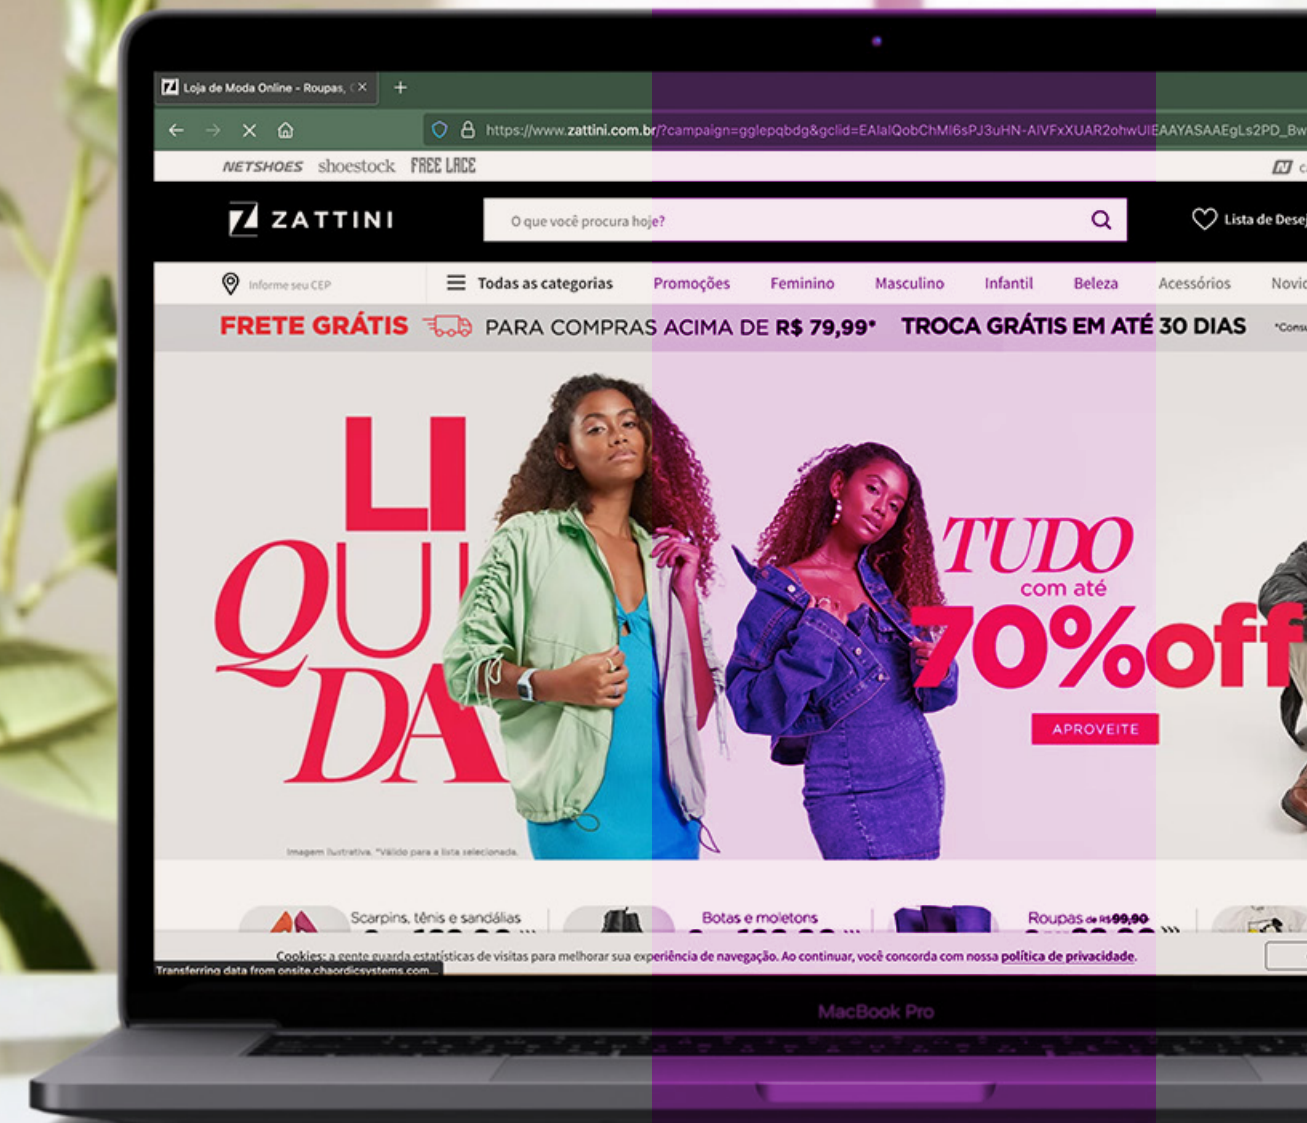 Loja de Moda Online - Roupas,
https://www.zattini.com.br/?campaign=gglepqbdg&gclid=EAIaIQobChMI6sPJ3uHN-AIVFxXUAR2ohwUIEAAYASAAEgLs2PD_Bw
NETSHOES shoestock FREE LACE
ZATTINI O que você procura hoje? Lista de Desej
Informe seu CEP Todas as categorias Promoções Feminino Masculino Infantil Beleza Acessórios Novid
FRETE GRÁTIS PARA COMPRAS ACIMA DE R$ 79,99* TROCA GRÁTIS EM ATÉ 30 DIAS *Consu
LI
QUI
DA
TUDO
com até
70%off
APROVEITE
Imagem Ilustrativa. *Válido para a lista selecionada.
Scarpins, tênis e sandálias
Botas e moletons
Roupas de R$ 99,90
Cookies: a gente guarda estatísticas de visitas para melhorar sua experiência de navegação. Ao continuar, você concorda com nossa política de privacidade.
Transferring data from onsite.chaordicsystems.com...
MacBook Pro